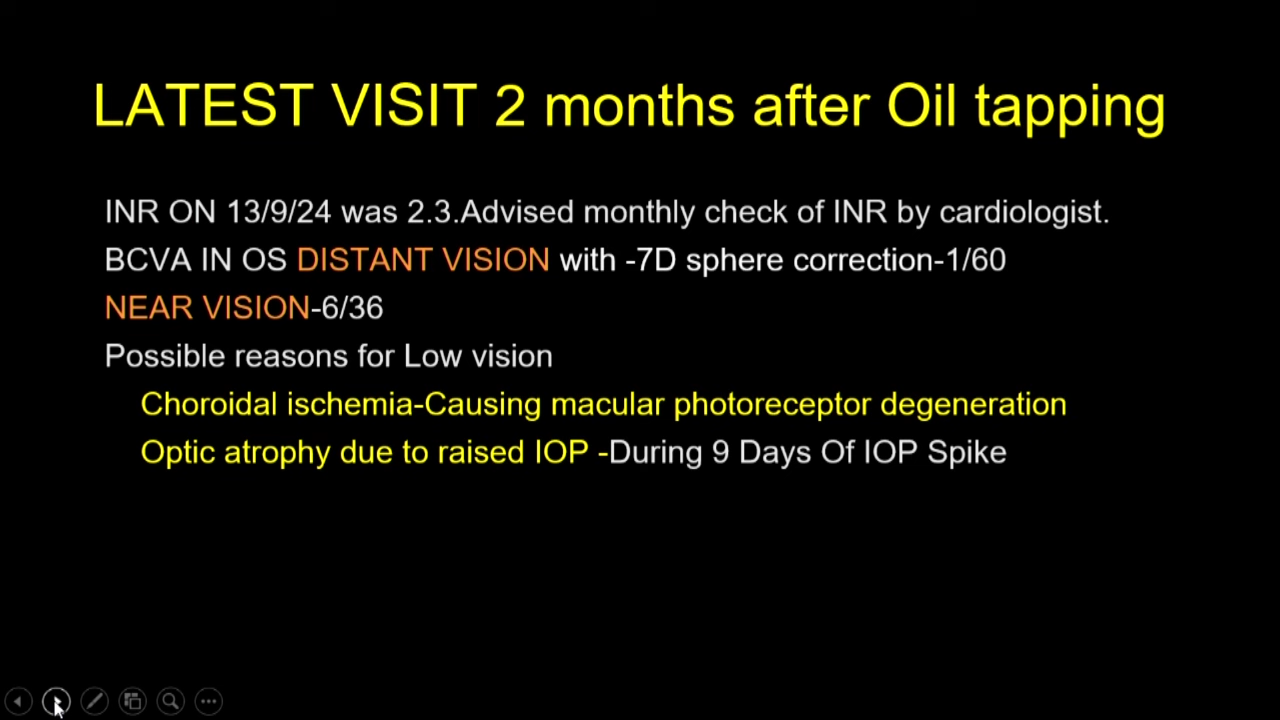 LATEST VISIT 2 months after Oil tapping
INR ON 13/9/24 was 2.3.Advised monthly check of INR by cardiologist.
BCVA IN OS DISTANT VISION with -7D sphere correction-1/60
NEAR VISION-6/36
Possible reasons for Low vision
Choroidal ischemia-Causing macular photoreceptor degeneration
Optic atrophy due to raised IOP -During 9 Days Of IOP Spike